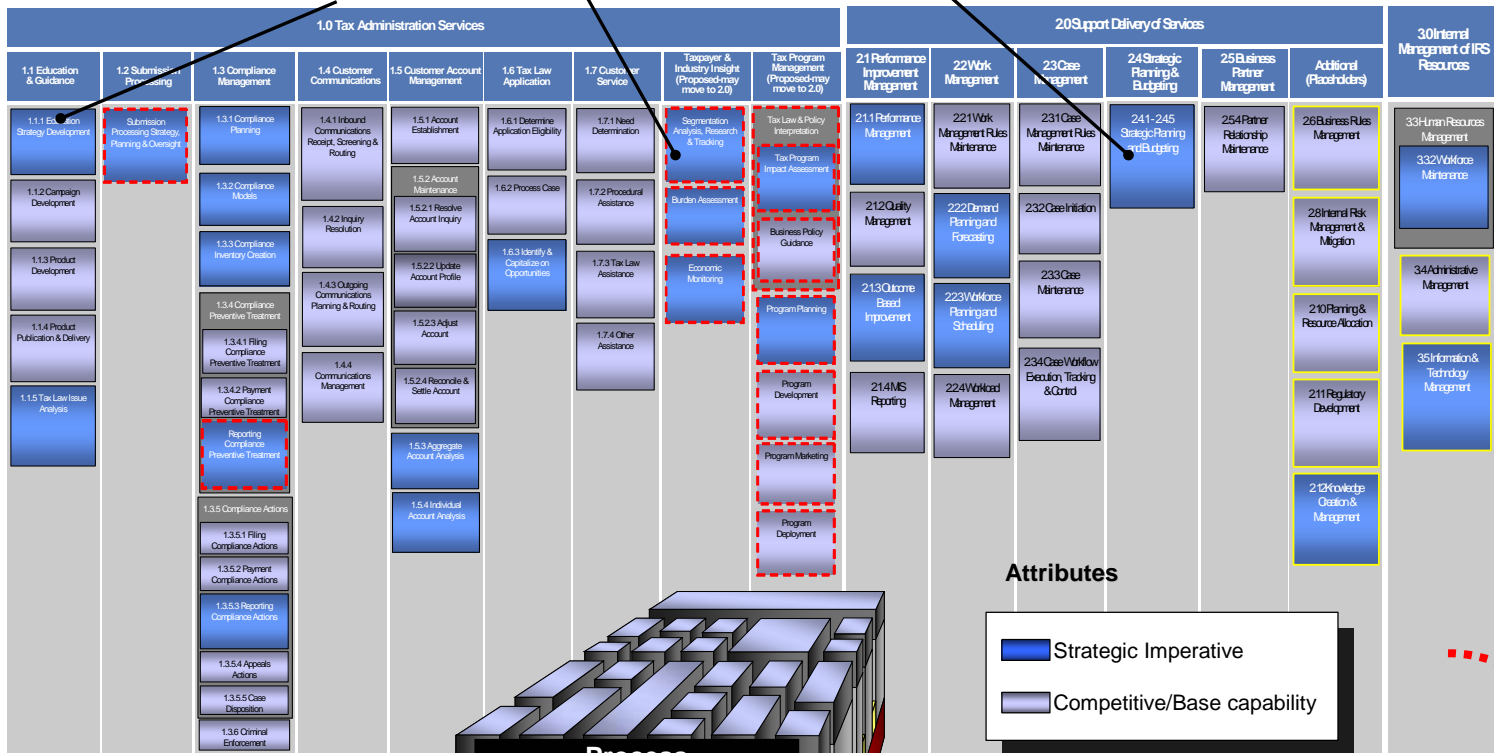 1.0 Tax Administration Services
2.0 Support Delivery of Services
3.0 Internal
Management of IRS
Resources
1.1 Education
& Guidance
1.2 Submission
Processing
1.3 Compliance
Management
1.4 Customer
Communications
1.5 Customer Account
Management
1.6 Tax Law
Application
1.7 Customer
Service
Taxpayer &
Industry Insight
(Proposed-may
move to 2.0)
Tax Program
Management
(Proposed-may
move to 2.0)
2.1 Performance
Improvement
Management
2.2 Work
Management
2.3 Case
Management
2.4 Strategic
Planning &
Budgeting
2.5 Business
Partner
Management
Additional
(Placeholders)
1.1.1 Education
Strategy Development
1.1.2 Campaign
Development
1.1.3 Product
Development
1.1.4 Product
Publication & Delivery
1.1.5 Tax Law Issue
Analysis
Submission
Processing Strategy,
Planning & Oversight
1.3.1 Compliance
Planning
1.3.2 Compliance
Models
1.3.3 Compliance
Inventory Creation
1.3.4 Compliance
Preventive Treatment
1.3.4.1 Filing
Compliance
Preventive Treatment
1.3.4.2 Payment
Compliance
Preventive Treatment
Reporting
Compliance
Preventive Treatment
1.3.5 Compliance Actions
1.3.5.1 Filing
Compliance Actions
1.3.5.2 Payment
Compliance Actions
1.3.5.3 Reporting
Compliance Actions
1.3.5.4 Appeals
Actions
1.3.5.5 Case
Disposition
1.3.6 Criminal
Enforcement
1.4.1 Inbound
Communications
Receipt, Screening &
Routing
1.4.2 Inquiry
Resolution
1.4.3 Outgoing
Communications
Planning & Routing
1.4.4
Communications
Management
1.5.1 Account
Establishment
1.5.2 Account
Maintenance
1.5.2.1 Resolve
Account Inquiry
1.5.2.2 Update
Account Profile
1.5.2.3 Adjust
Account
1.5.2.4 Reconcile &
Settle Account
1.5.3 Aggregate
Account Analysis
1.5.4 Individual
Account Analysis
1.6.1 Determine
Application Eligibility
1.6.2 Process Case
1.6.3 Identify &
Capitalize on
Opportunities
1.7.1 Need
Determination
1.7.2 Procedural
Assistance
1.7.3 Tax Law
Assistance
1.7.4 Other
Assistance
Segmentation
Analysis, Research
& Tracking
Burden Assessment
Economic
Monitoring
Tax Law & Policy
Interpretation
Tax Program
Impact Assessment
Business Policy
Guidance
Program Planning
Program
Development
Program Marketing
Program
Deployment
2.1.1 Performance
Management
2.1.2 Quality
Management
2.1.3 Outcome
Based
Improvement
2.1.4 MIS
Reporting
2.2.1 Work
Management Rules
Maintenance
2.2.2 Demand
Planning and
Forecasting
2.2.3 Workforce
Planning and
Scheduling
2.2.4 Workload
Management
2.3.1 Case
Management Rules
Maintenance
2.3.2 Case Initiation
2.3.3 Case
Maintenance
2.3.4 Case Workflow
Execution, Tracking
& Control
2.4.1 - 2.4.5
Strategic Planning
and Budgeting
2.5.4 Partner
Relationship
Maintenance
2.6 Business Rules
Management
2.8 Internal Risk
Management &
Mitigation
2.10 Planning &
Resource Allocation
2.11 Regulatory
Development
2.12 Knowledge
Creation &
Management
3.3 Human Resources
Management
3.3.2 Workforce
Maintenance
3.4 Administrative
Management
3.5 Information &
Technology
Management
Attributes
Strategic Imperative
Competitive/Base capability
Process